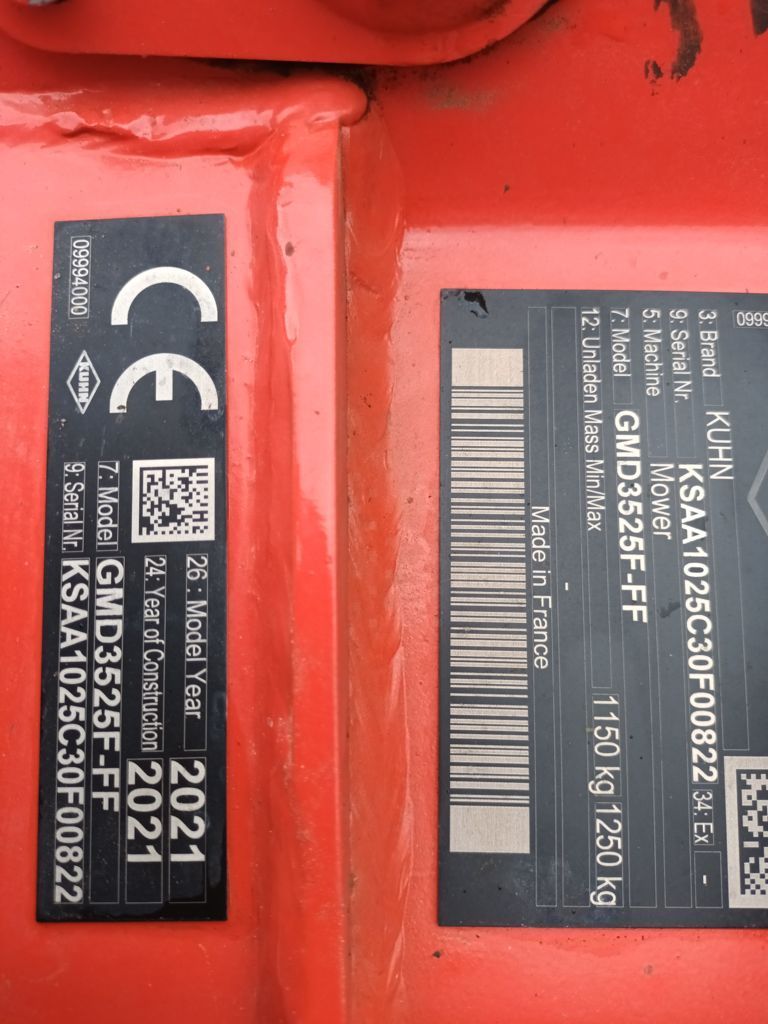 09994000
CE
KUHN
26 : Model Year 2021
24: Year of Construction 2021
7: Model GMD3525F-FF
9: Serial Nr. KSAA1025C30F00822
3: Brand KUHN
9: Serial Nr. KSAA1025C30F00822 34: Ex -
5: Machine Mower
7: Model GMD3525F-FF
12: Unladen Mass Min/Max 1150 kg 1250 kg
-
Made in France